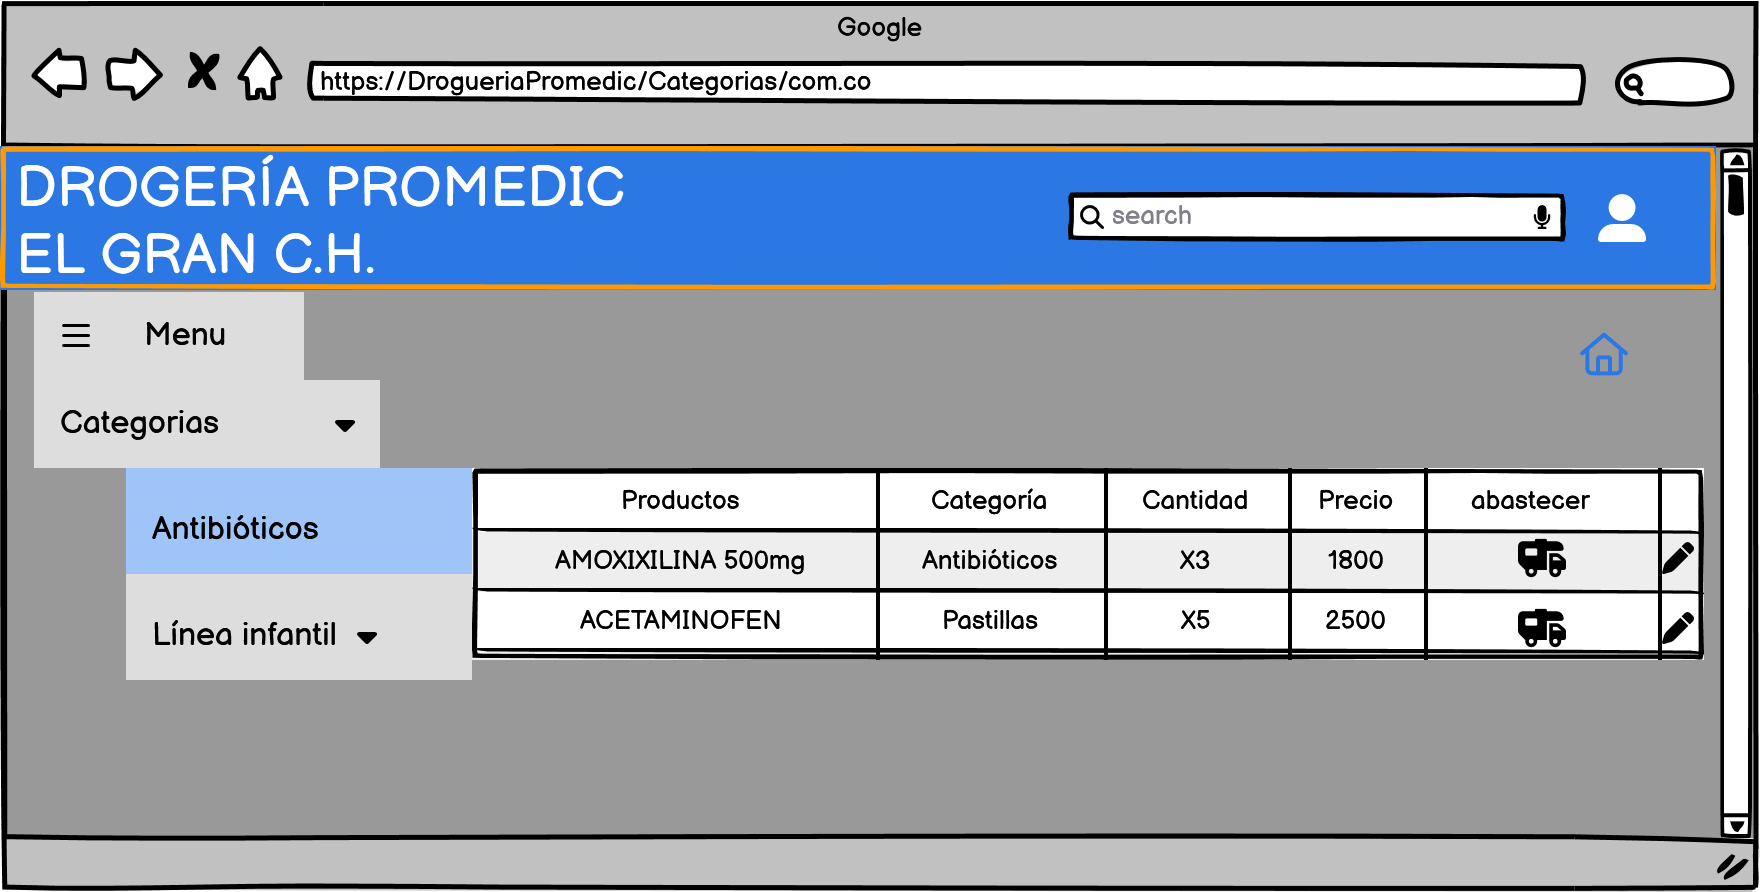 Google
https://DrogueriaPromedic/Categorias/com.co
DROGERÍA PROMEDIC
EL GRAN C.H.
search
Menu
Categorias
Antibióticos
Línea infantil
Productos Categoría Cantidad Precio abastecer
AMOXIXILINA 500mg Antibióticos X3 1800
ACETAMINOFEN Pastillas X5 2500